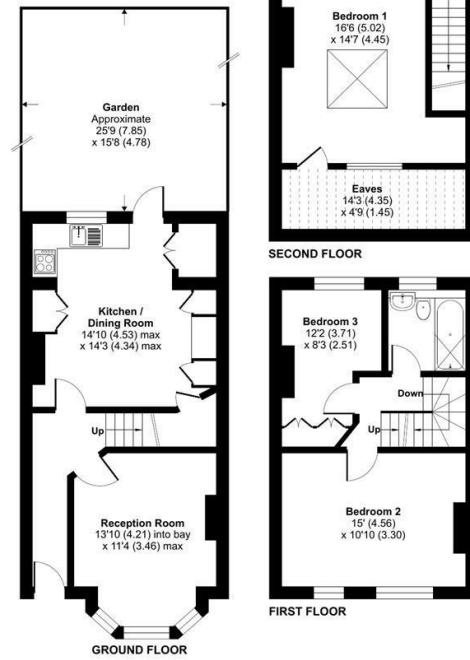 Garden
Approximate
25'9 (7.85)
x 15'8 (4.78)
Kitchen /
Dining Room
14'10 (4.53) max
x 14'3 (4.34) max
Up
Reception Room
13'10 (4.21) into bay
x 11'4 (3.46) max
GROUND FLOOR
Bedroom 1
16'6 (5.02)
x 14'7 (4.45)
Eaves
14'3 (4.35)
x 4'9 (1.45)
SECOND FLOOR
Bedroom 3
12'2 (3.71)
x 8'3 (2.51)
Down
Up
Bedroom 2
15' (4.56)
x 10'10 (3.30)
FIRST FLOOR